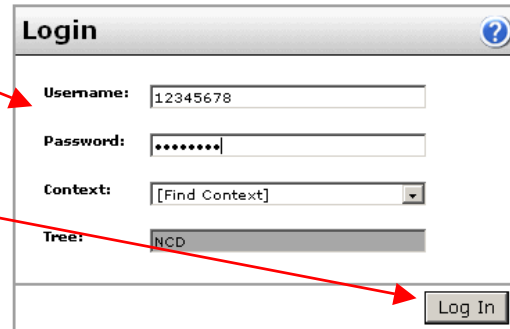 Login
Username: 12345678
Password: ••••••••
Context: [Find Context]
Tree: NCD
Log In